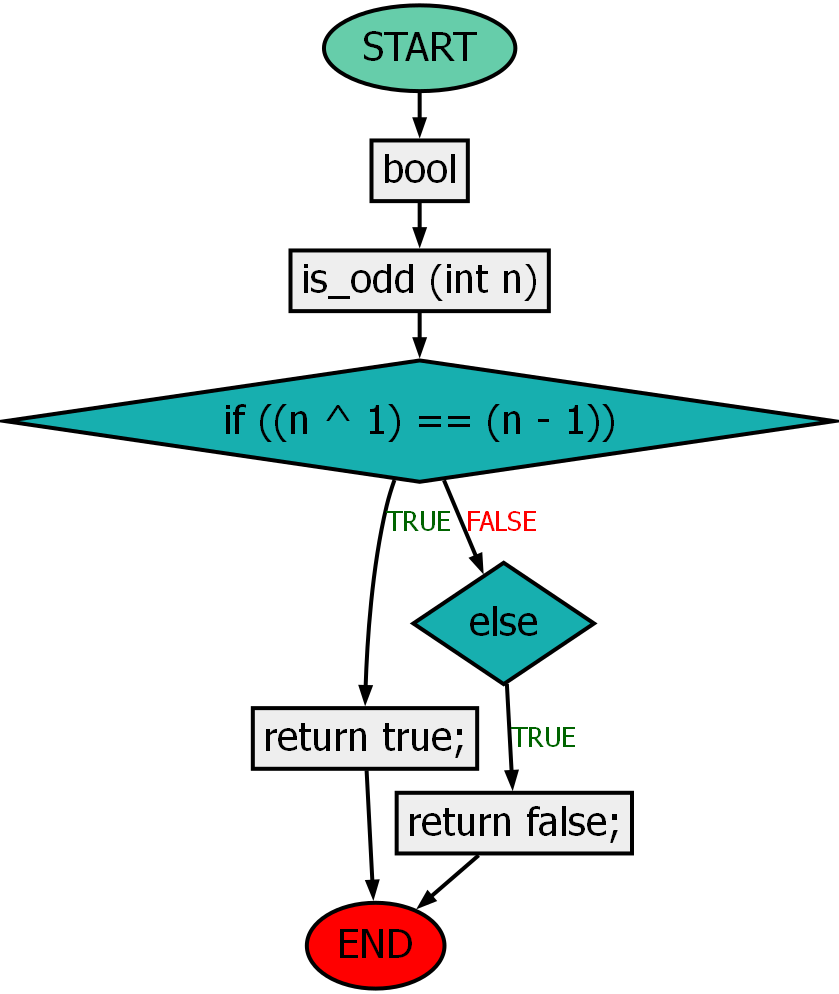 START
bool
is_odd (int n)
if ((n ^ 1) == (n - 1))
TRUE
FALSE
else
return true;
TRUE
return false;
END